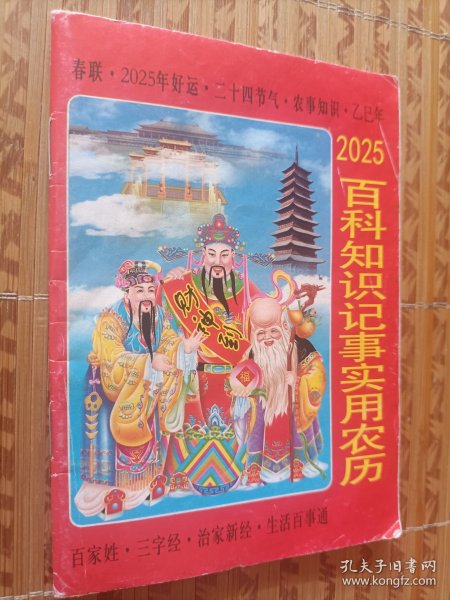 春联·2025年好运·二十四节气·农事知识·乙巳年
2025
百科知识记事实用农历
财神
福
百家姓·三字经·治家新经·生活百事通
孔夫子旧书网
www.kongfz.com